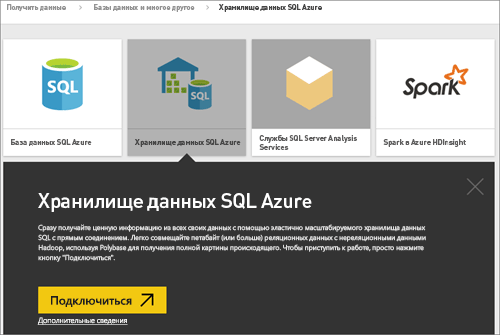 Получить данные > Базы данных и многое другое > Хранилище данных SQL Azure
SQL
SQL
Spark
База данных SQL Azure
Хранилище данных SQL Azure
Службы SQL Server Analysis
Services
Spark в Azure HDInsight
Хранилище данных SQL Azure
Сразу получайте ценную информацию из всех своих данных с помощью эластично масштабируемого хранилища данных
SQL с прямым соединением. Легко совмещайте петабайт (или больше) реляционных данных с нереляционными данными
Hadoop, используя Polybase для получения полной картины происходящего. Чтобы приступить к работе, просто нажмите
кнопку "Подключиться".
Подключиться
Дополнительные сведения